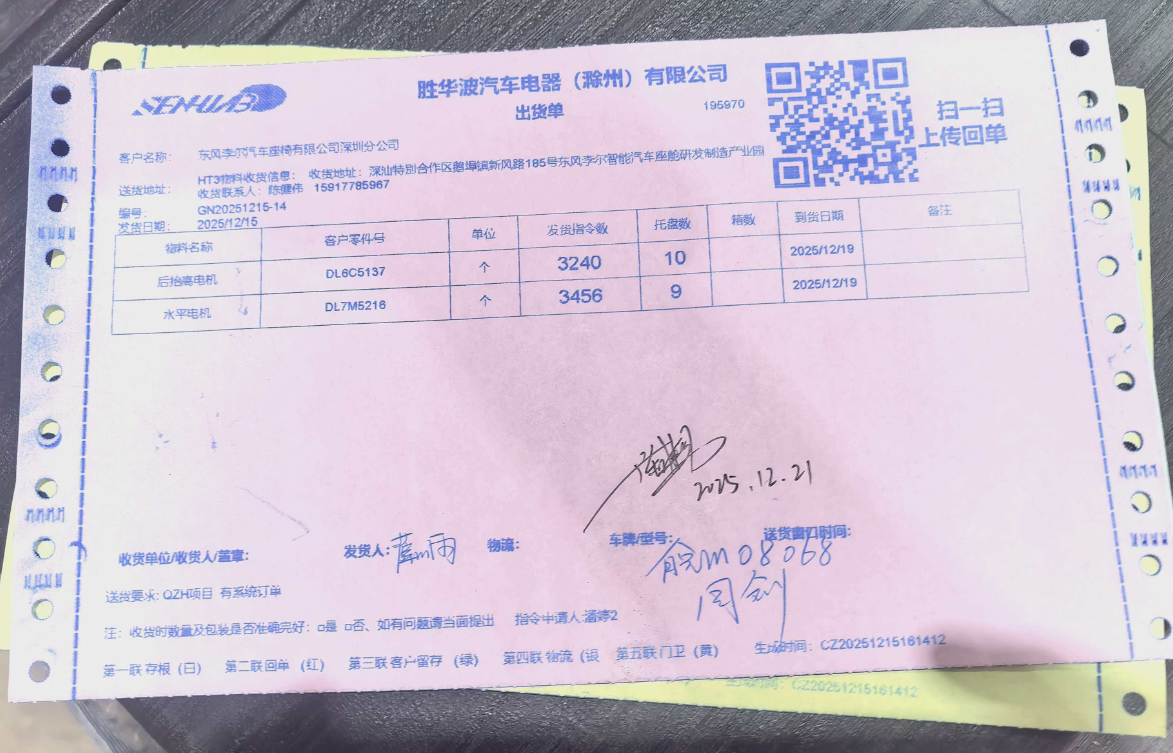 SENHUAB
胜华波汽车电器（滁州）有限公司
出货单
195970
扫一扫
上传回单
客户名称： 东风李尔汽车座椅有限公司深圳分公司
送货地址： HT3物料收货信息： 收货地址：深汕特别合作区鹅埠镇新风路185号东风李尔智能汽车座舱研发制造产业园
收货联系人：陈健伟 15917785967
编号： GN20251215-14
发货日期： 2025/12/15
物料名称 客户零件号 单位 发货指令数 托盘数 箱数 到货日期 备注
后抬高电机 DL6C5137 个 3240 10 2025/12/19
水平电机 DL7M5216 个 3456 9 2025/12/19
2025.12.21
收货单位/收货人/盖章： 发货人： 物流： 车牌/型号： 送货窗口时间：
皖M08068
周剑
送货要求：QZH项目 有系统订单
注：收货时数量及包装是否准确完好：□是 □否、如有问题请当面提出 指令申请人:潘婷2
第一联存根（白） 第二联回单（红） 第三联客户留存（绿） 第四联物流（银 第五联门卫（黄） 生成时间：CZ20251215161412
生成时间：CZ20251215161412